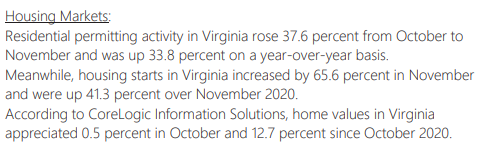 Housing Markets:
Residential permitting activity in Virginia rose 37.6 percent from October to
November and was up 33.8 percent on a year-over-year basis.
Meanwhile, housing starts in Virginia increased by 65.6 percent in November
and were up 41.3 percent over November 2020.
According to CoreLogic Information Solutions, home values in Virginia
appreciated 0.5 percent in October and 12.7 percent since October 2020.